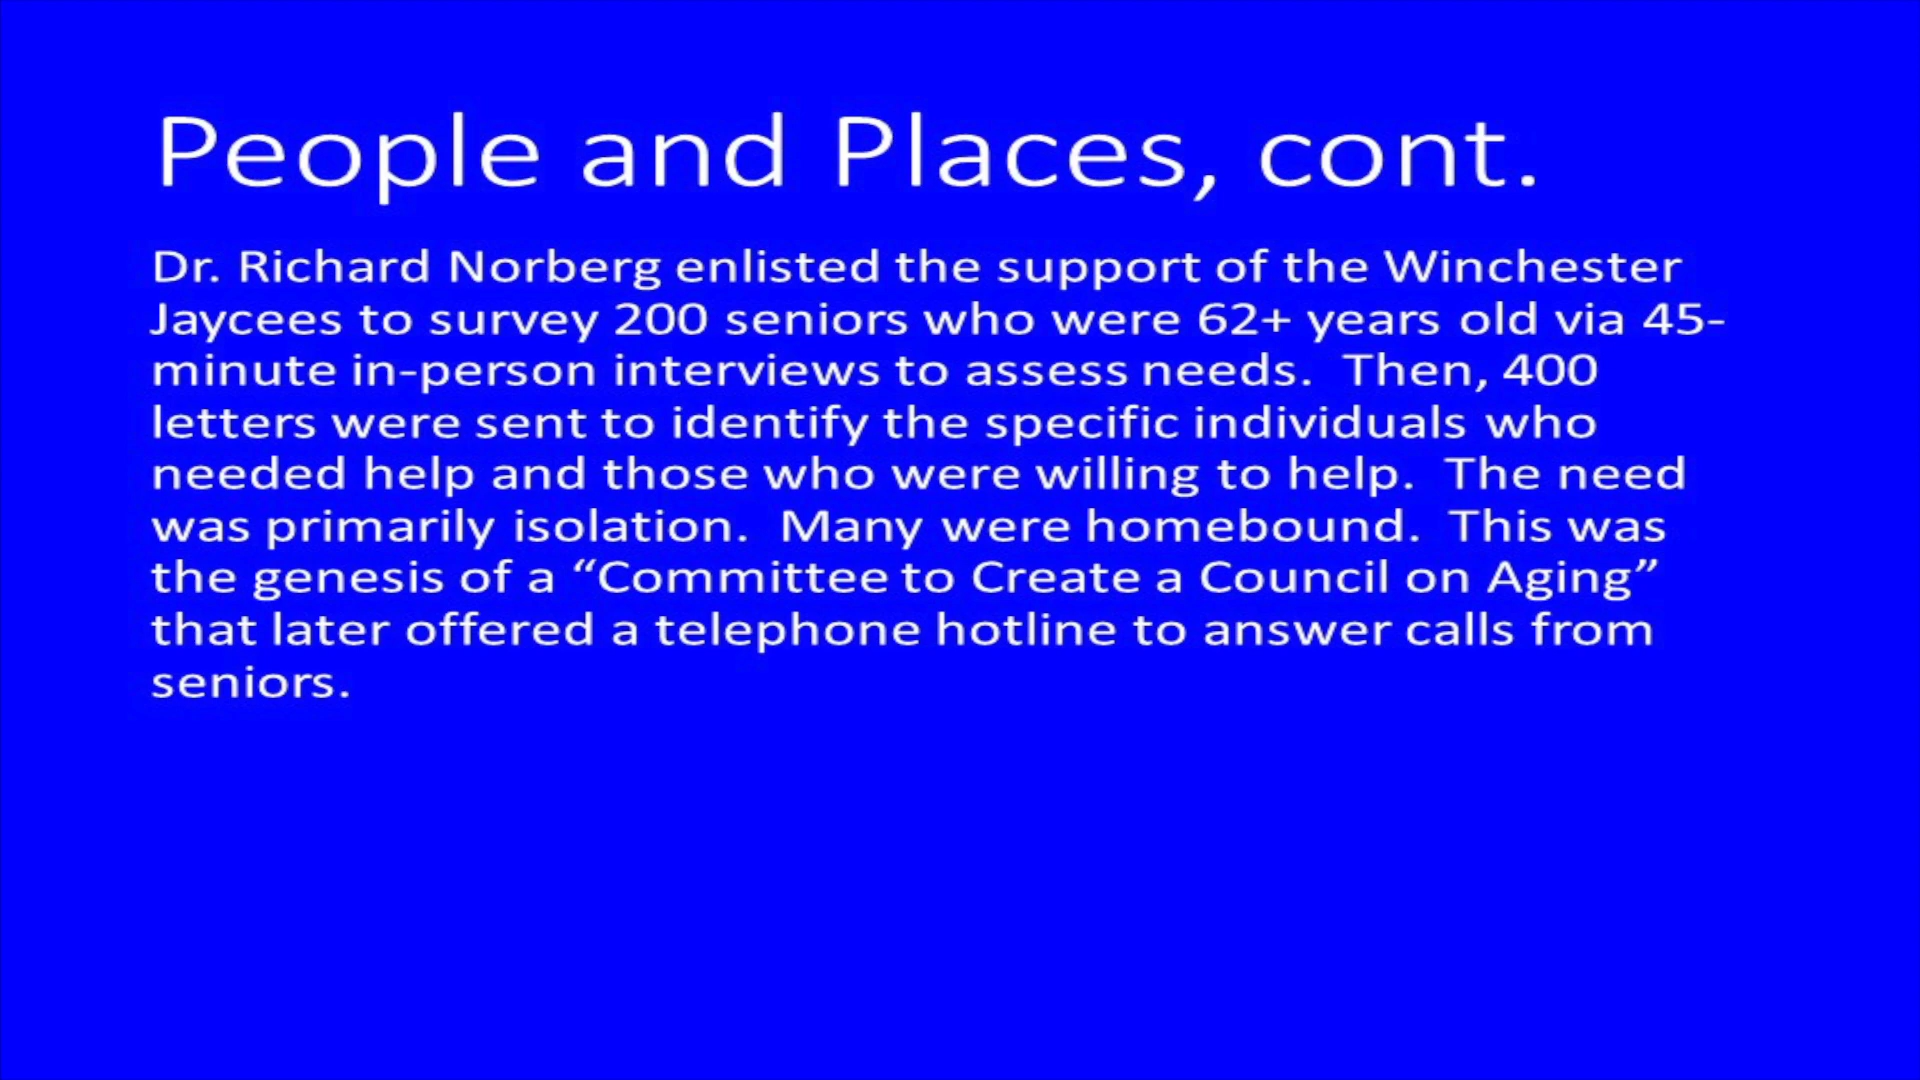 People and Places, cont.
Dr. Richard Norberg enlisted the support of the Winchester
Jaycees to survey 200 seniors who were 62+ years old via 45-
minute in-person interviews to assess needs.  Then, 400
letters were sent to identify the specific individuals who
needed help and those who were willing to help.  The need
was primarily isolation.  Many were homebound.  This was
the genesis of a “Committee to Create a Council on Aging”
that later offered a telephone hotline to answer calls from
seniors.